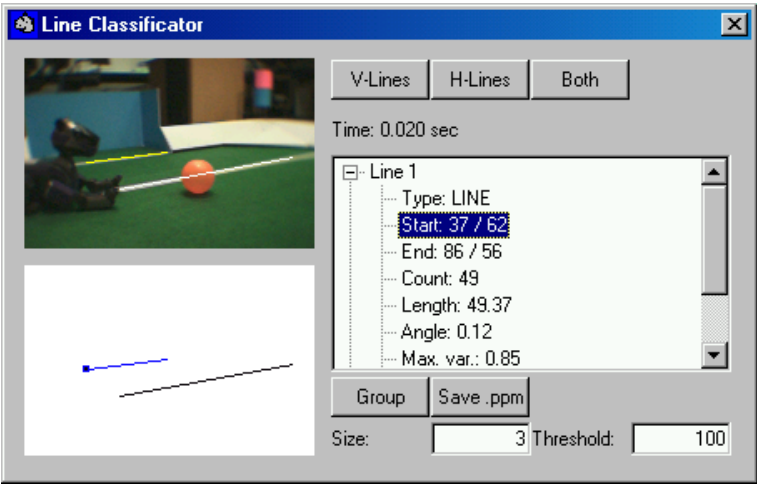 Line Classificator
V-Lines H-Lines Both
Time: 0.020 sec
Line 1
Type: LINE
Start: 37 / 62
End: 86 / 56
Count: 49
Length: 49.37
Angle: 0.12
Max. var.: 0.85
Group Save .ppm
Size: 3 Threshold: 100